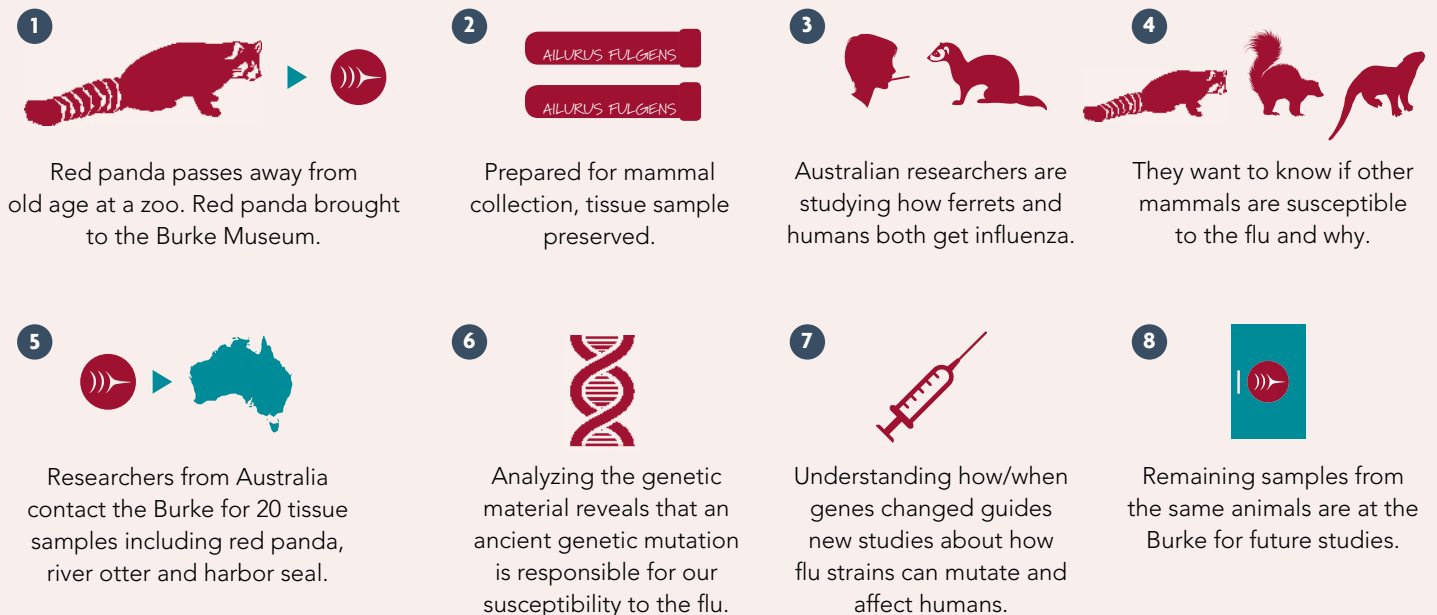 1
Red panda passes away from
old age at a zoo. Red panda brought
to the Burke Museum.
2
AILURUS FULGENS
AILURUS FULGENS
Prepared for mammal
collection, tissue sample
preserved.
3
Australian researchers are
studying how ferrets and
humans both get influenza.
4
They want to know if other
mammals are susceptible
to the flu and why.
5
Researchers from Australia
contact the Burke for 20 tissue
samples including red panda,
river otter and harbor seal.
6
Analyzing the genetic
material reveals that an
ancient genetic mutation
is responsible for our
susceptibility to the flu.
7
Understanding how/when
genes changed guides
new studies about how
flu strains can mutate and
affect humans.
8
Remaining samples from
the same animals are at the
Burke for future studies.